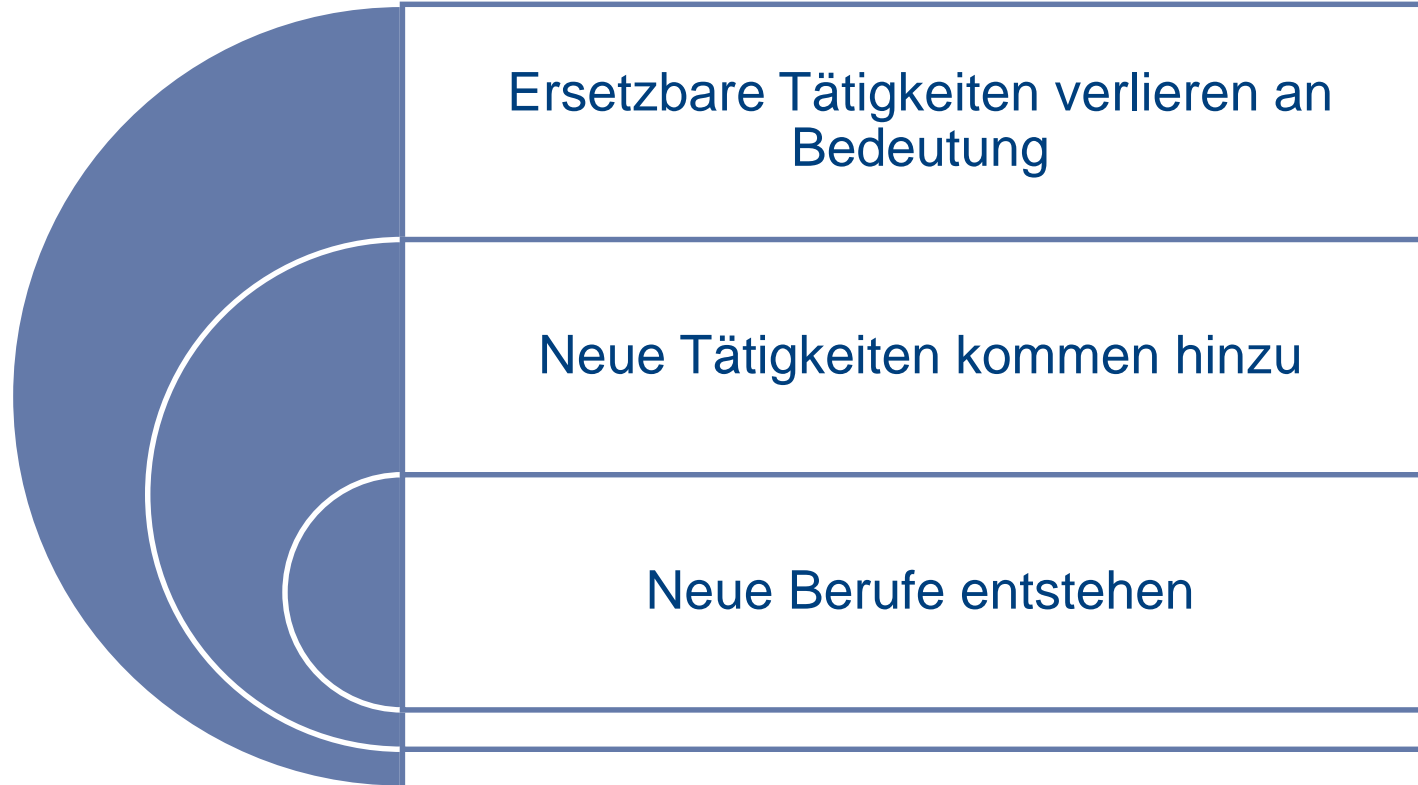 Ersetzbare Tätigkeiten verlieren an
Bedeutung
Neue Tätigkeiten kommen hinzu
Neue Berufe entstehen